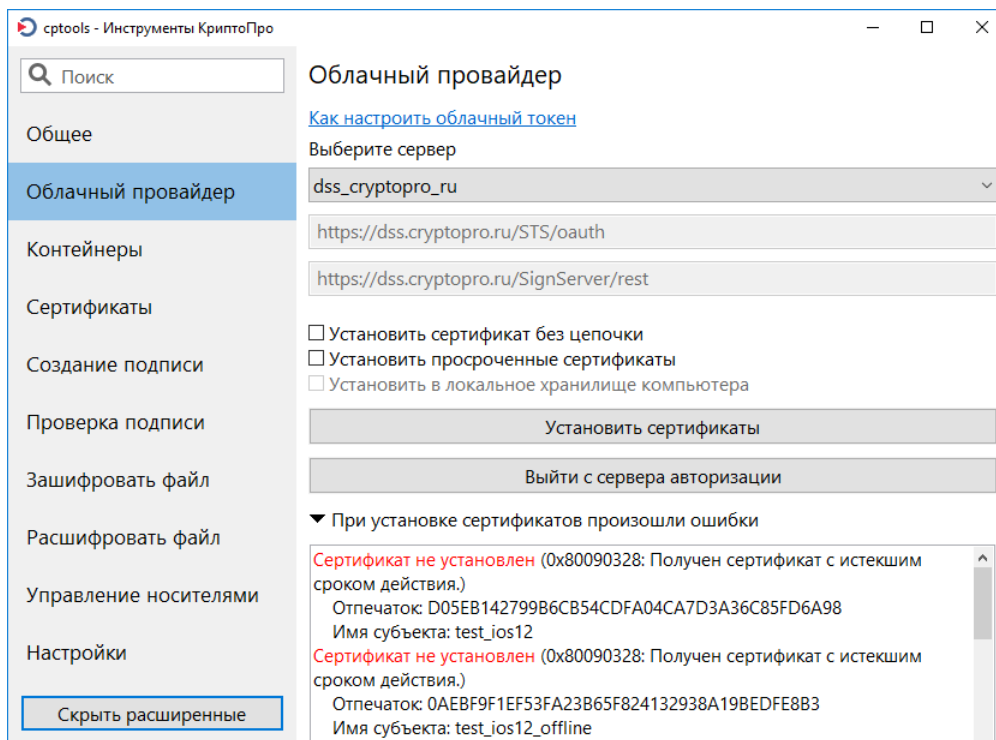 cptools - Инструменты КриптоПро
Поиск
Общее
Облачный провайдер
Контейнеры
Сертификаты
Создание подписи
Проверка подписи
Зашифровать файл
Расшифровать файл
Управление носителями
Настройки
Скрыть расширенные
Облачный провайдер
Как настроить облачный токен
Выберите сервер
dss_cryptopro_ru
https://dss.cryptopro.ru/STS/oauth
https://dss.cryptopro.ru/SignServer/rest
Установить сертификат без цепочки
Установить просроченные сертификаты
Установить в локальное хранилище компьютера
Установить сертификаты
Выйти с сервера авторизации
При установке сертификатов произошли ошибки
Сертификат не установлен (0x80090328: Получен сертификат с истекшим
сроком действия.)
Отпечаток: D05EB142799B6CB54CDFA04CA7D3A36C85FD6A98
Имя субъекта: test_ios12
Сертификат не установлен (0x80090328: Получен сертификат с истекшим
сроком действия.)
Отпечаток: 0AEBF9F1EF53FA23B65F824132938A19BEDFE8B3
Имя субъекта: test_ios12_offline